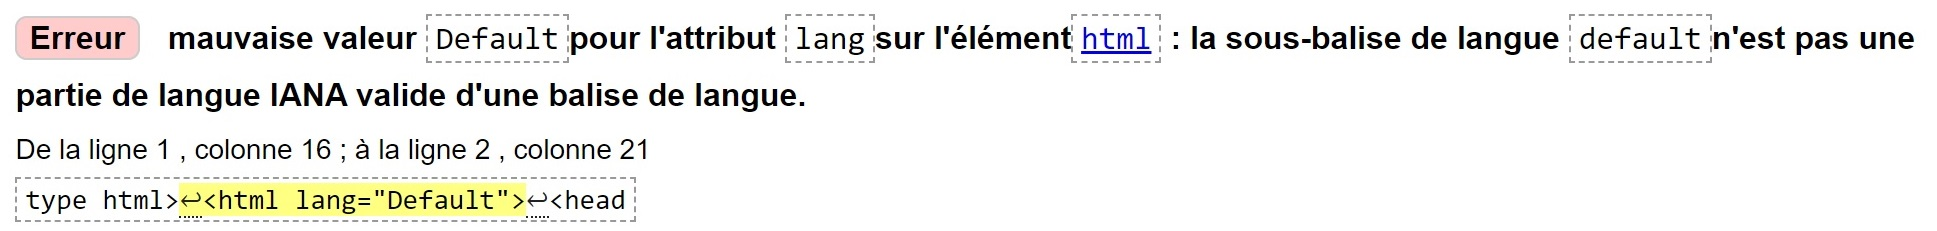 Erreur mauvaise valeur Default pour l'attribut lang sur l'élément html : la sous-balise de langue default n'est pas une
partie de langue IANA valide d'une balise de langue.
De la ligne 1 , colonne 16 ; à la ligne 2 , colonne 21
type html>↩<html lang="Default">↩<head